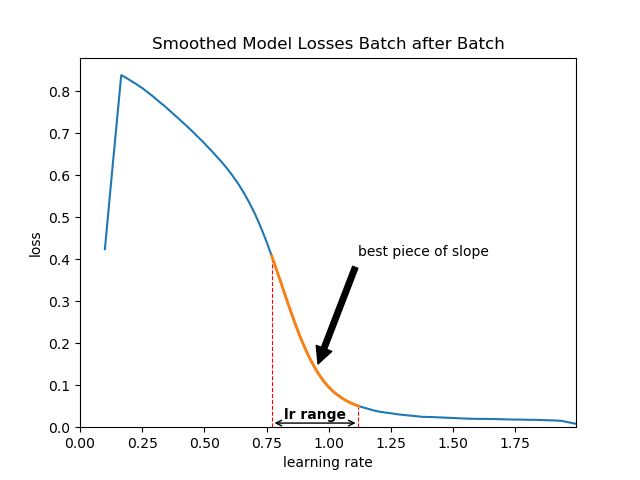 Smoothed Model Losses Batch after Batch
0.8
0.7
0.6
0.5
0.4
0.3
0.2
0.1
0.0
loss
best piece of slope
lr range
0.00 0.25 0.50 0.75 1.00 1.25 1.50 1.75
learning rate